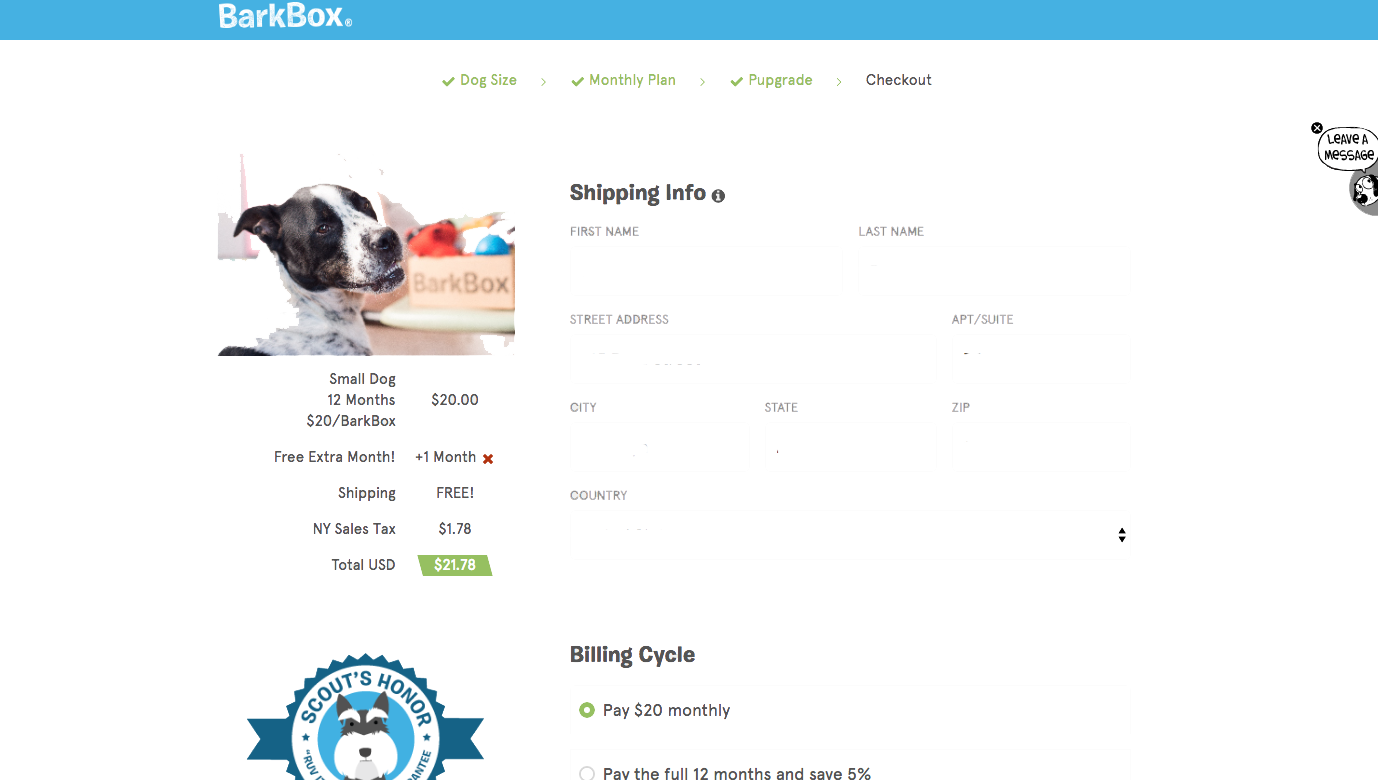 BarkBox®
Dog Size
Monthly Plan
Pupgrade
Checkout
LEAVE A
MESSAGE
BarkBox
Small Dog
12 Months
$20/BarkBox
$20.00
Free Extra Month! +1 Month
Shipping FREE!
NY Sales Tax $1.78
Total USD $21.78
SCOUT'S HONOR
Shipping Info
FIRST NAME LAST NAME
STREET ADDRESS APT/SUITE
CITY STATE ZIP
COUNTRY
Billing Cycle
Pay $20 monthly
Pay the full 12 months and save 5%